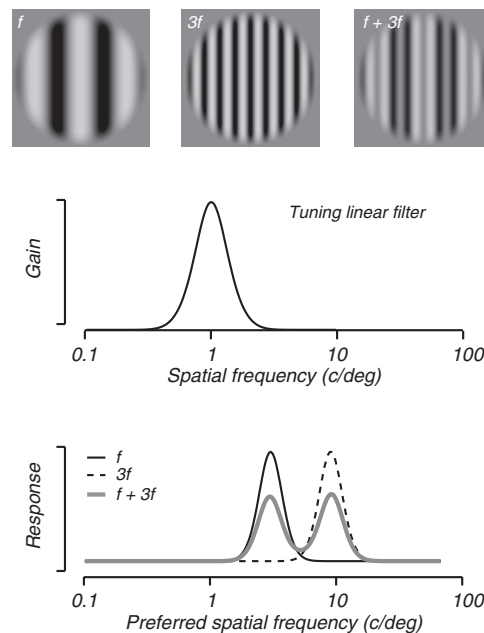 f
3f
f + 3f
Tuning linear filter
Gain
0.1 1 10 100
Spatial frequency (c/deg)
f
3f
f + 3f
Response
0.1 1 10 100
Preferred spatial frequency (c/deg)